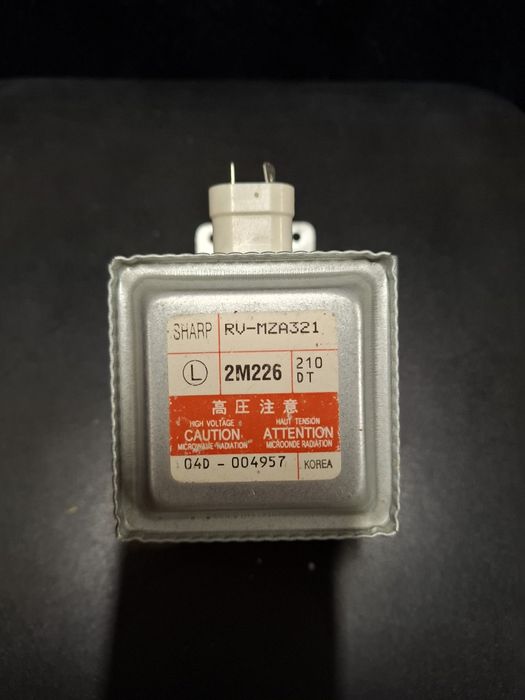 SHARP RV-MZA321
L 2M226 210 DT
高圧注意
HIGH VOLTAGE HAUT TENSION
CAUTION ATTENTION
MICROWAVE RADIATION MICROONDE RADIATION
04D - 004957 KOREA